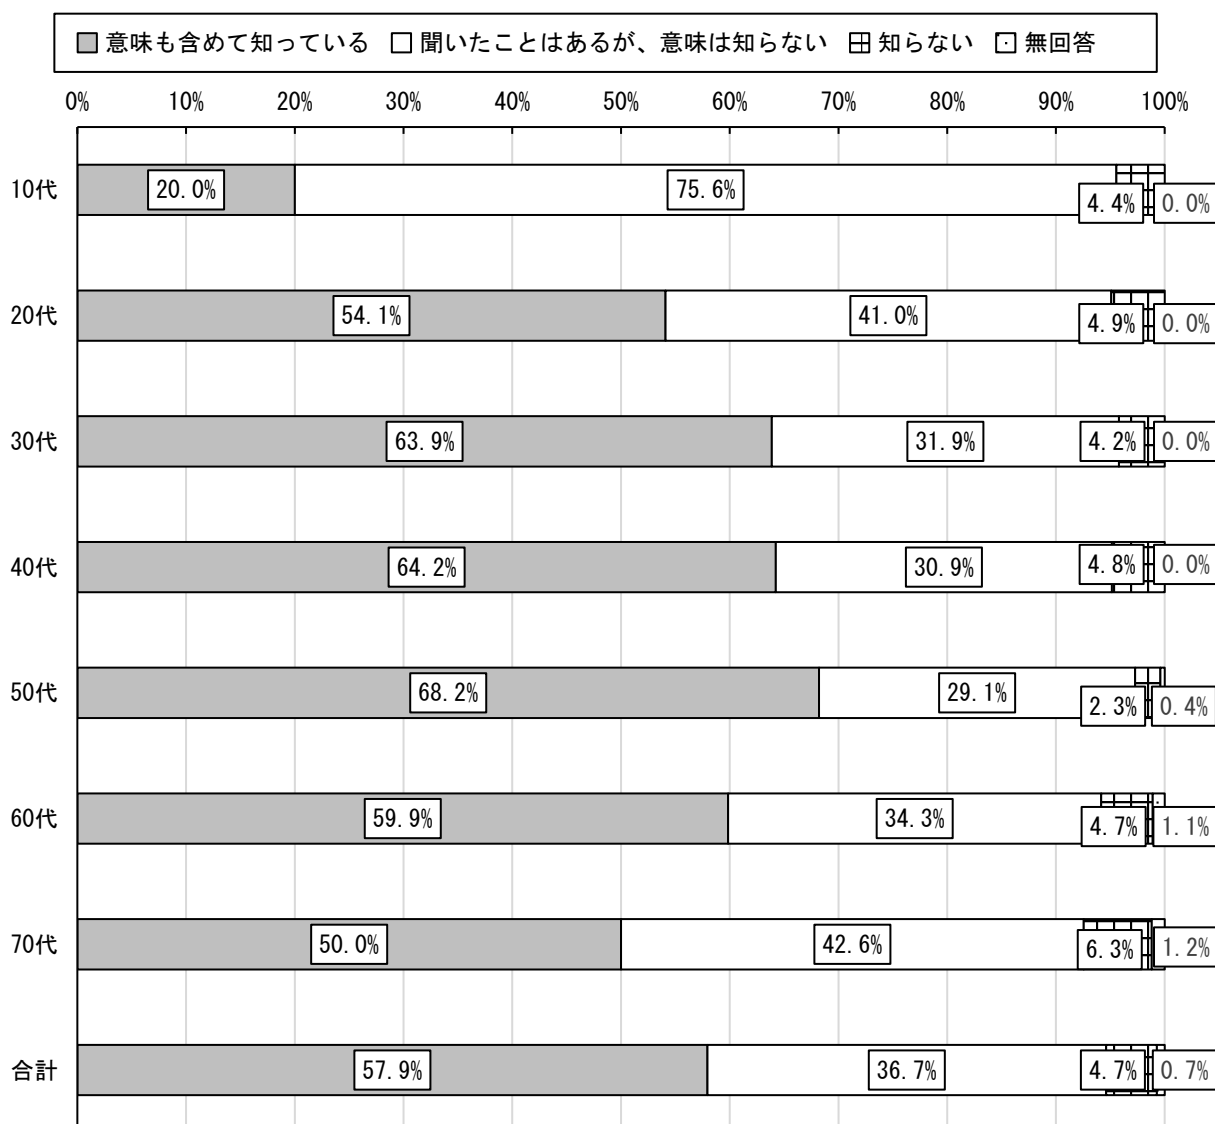 意味も含めて知っている 聞いたことはあるが、意味は知らない 知らない 無回答
0% 10% 20% 30% 40% 50% 60% 70% 80% 90% 100%
10代 20.0% 75.6% 4.4% 0.0%
20代 54.1% 41.0% 4.9% 0.0%
30代 63.9% 31.9% 4.2% 0.0%
40代 64.2% 30.9% 4.8% 0.0%
50代 68.2% 29.1% 2.3% 0.4%
60代 59.9% 34.3% 4.7% 1.1%
70代 50.0% 42.6% 6.3% 1.2%
合計 57.9% 36.7% 4.7% 0.7%